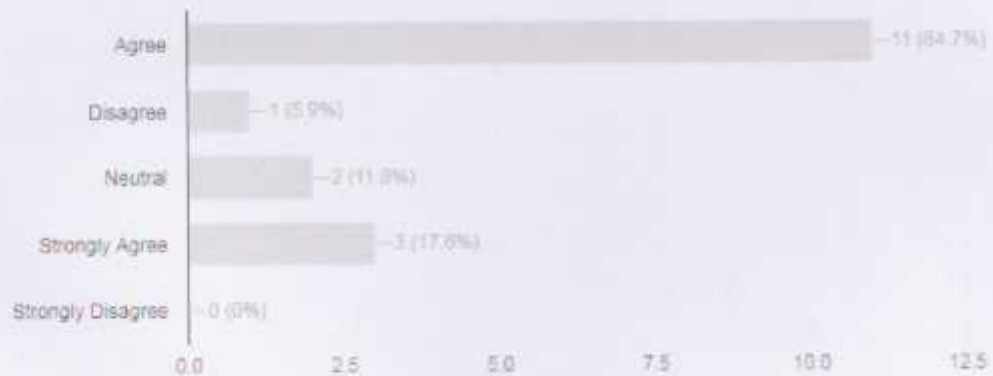 Agree 11 (64.7%)
Disagree 1 (5.9%)
Neutral 2 (11.8%)
Strongly Agree 3 (17.6%)
Strongly Disagree 0 (0%)
0.0 2.5 5.0 7.5 10.0 12.5